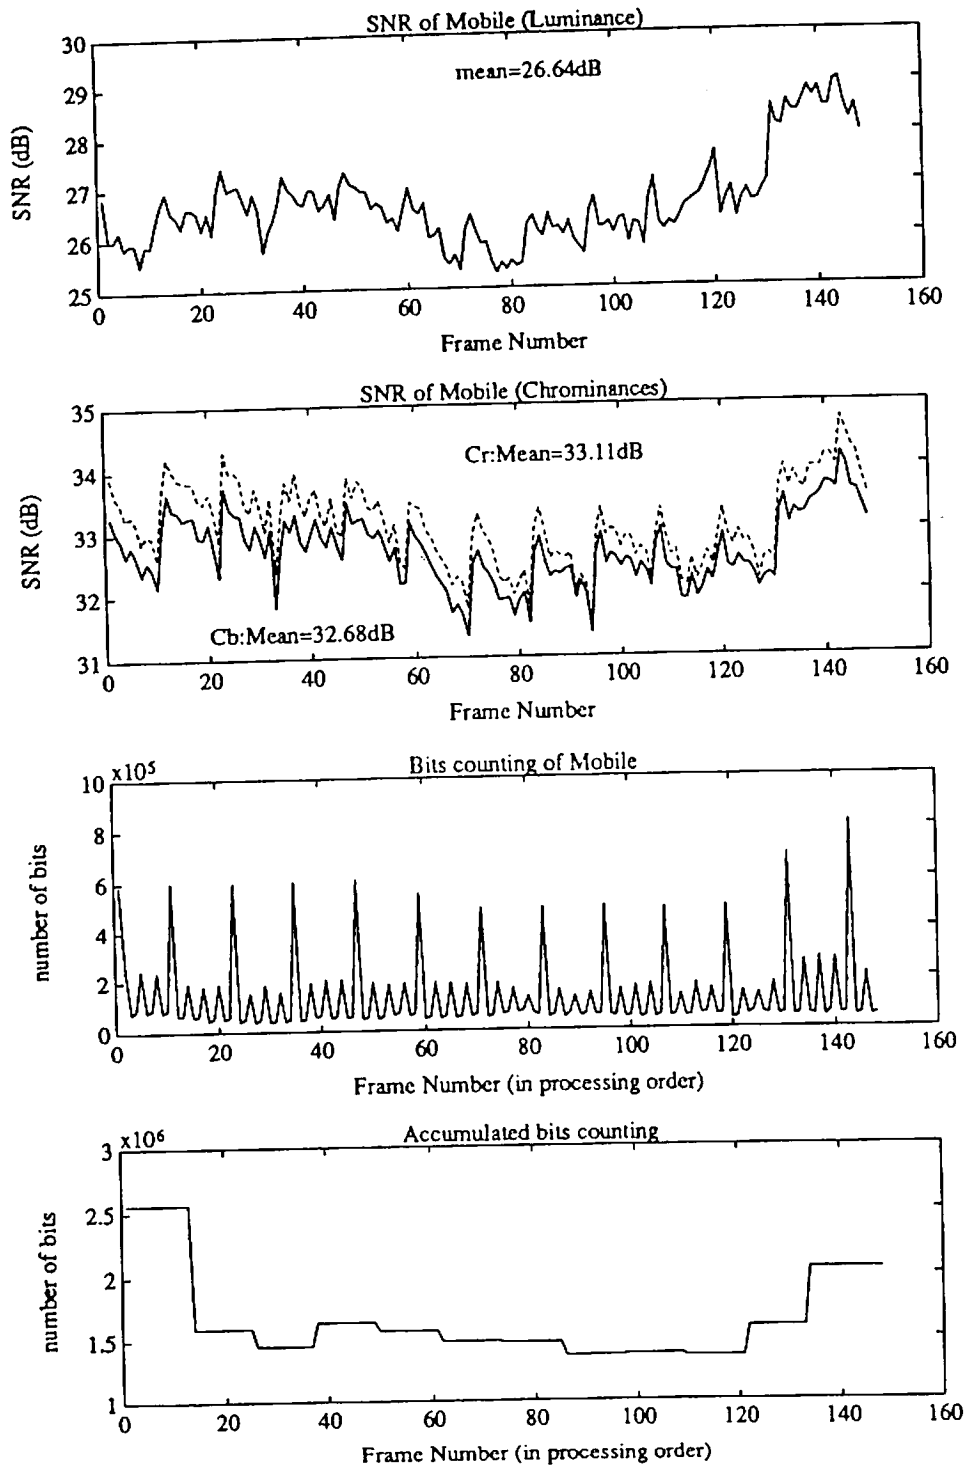 SNR of Mobile (Luminance)
30
29
28
27
26
25
SNR (dB)
mean=26.64dB
0 20 40 60 80 100 120 140 160
Frame Number
SNR of Mobile (Chrominances)
35
34
33
32
31
SNR (dB)
Cr:Mean=33.11dB
Cb:Mean=32.68dB
0 20 40 60 80 100 120 140 160
Frame Number
Bits counting of Mobile
x10⁵
10
8
6
4
2
0
number of bits
0 20 40 60 80 100 120 140 160
Frame Number (in processing order)
Accumulated bits counting
x10⁶
3
2.5
2
1.5
1
number of bits
0 20 40 60 80 100 120 140 160
Frame Number (in processing order)